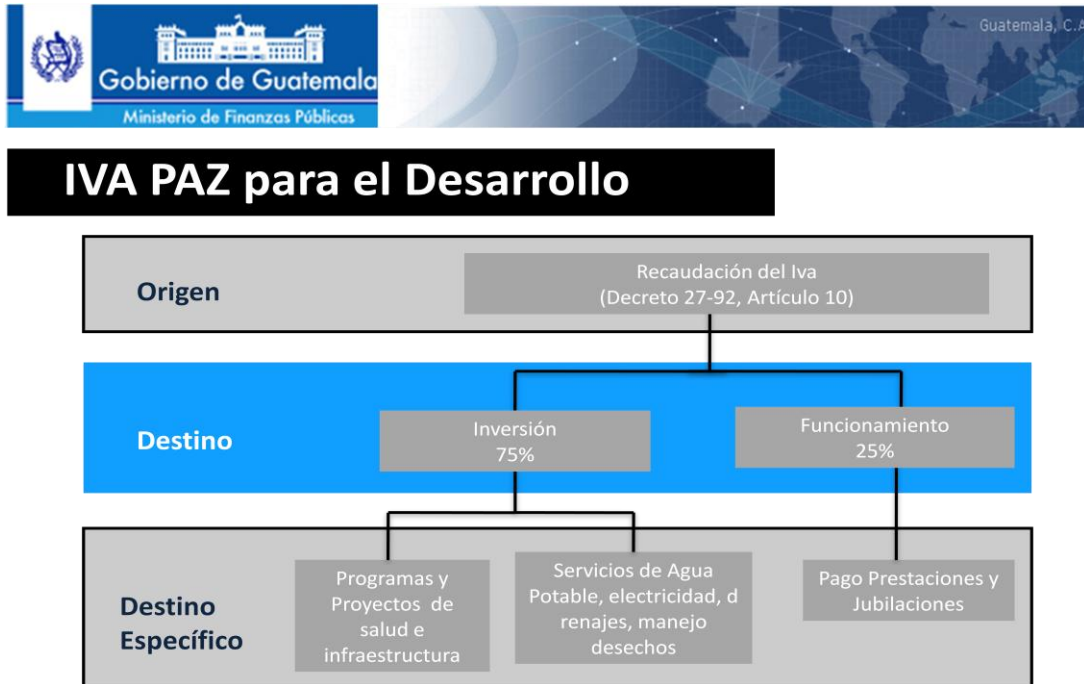 Guatemala, C.A
Gobierno de Guatemala
Ministerio de Finanzas Públicas
IVA PAZ para el Desarrollo
Origen
Recaudación del Iva
(Decreto 27-92, Artículo 10)
Destino
Inversión
75%
Funcionamiento
25%
Destino
Específico
Programas y
Proyectos de
salud e
infraestructura
Servicios de Agua
Potable, electricidad, d
renajes, manejo
desechos
Pago Prestaciones y
Jubilaciones